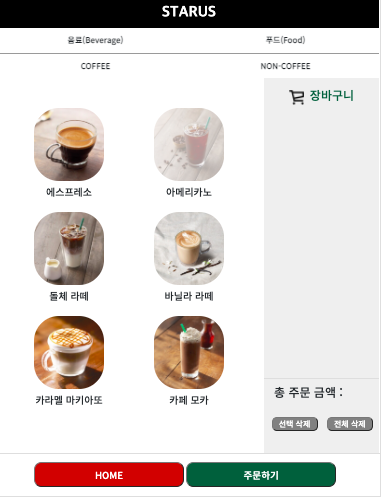 STARUS
음료(Beverage) 푸드(Food)
COFFEE NON-COFFEE
장바구니
에스프레소 아메리카노
돌체 라떼 바닐라 라떼
카라멜 마키아또 카페 모카
총 주문 금액 :
선택 삭제 전체 삭제
HOME 주문하기